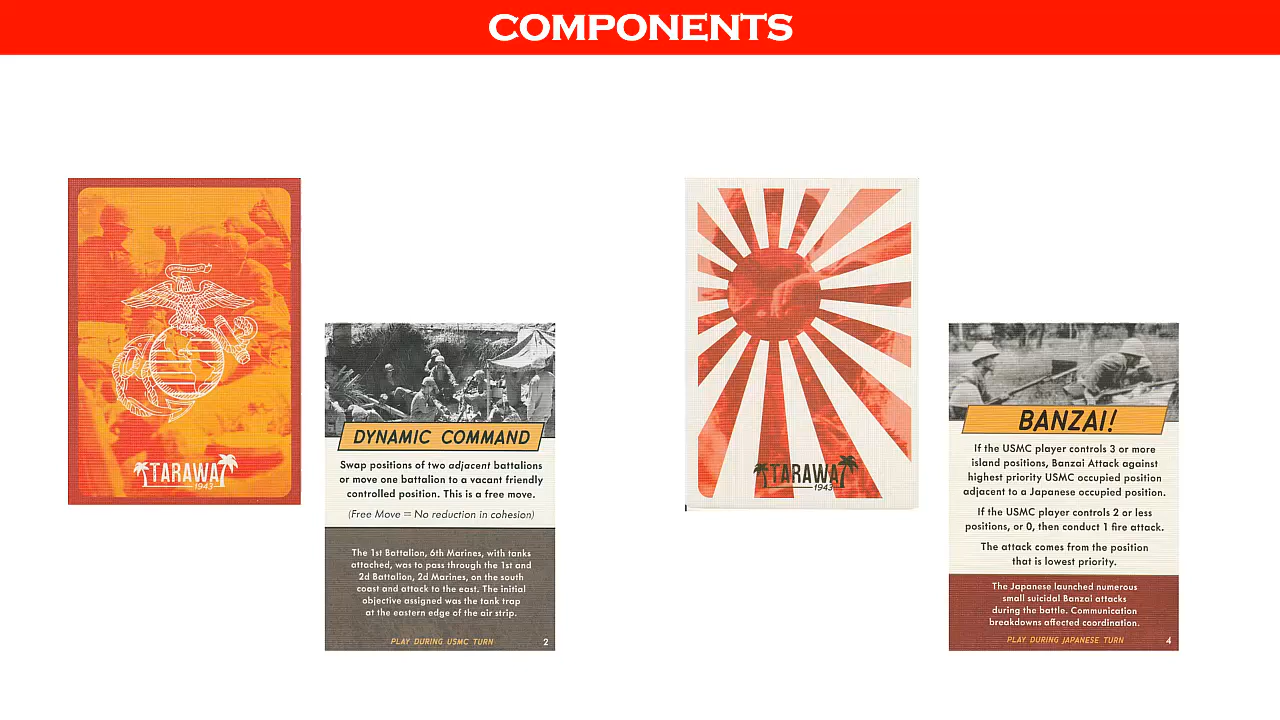 COMPONENTS
SEMPER FIDELIS
TARAWA
1943
DYNAMIC COMMAND
Swap positions of two adjacent battalions
or move one battalion to a vacant friendly
controlled position. This is a free move.
(Free Move = No reduction in cohesion)
The 1st Battalion, 6th Marines, with tanks
attached, was to pass through the 1st and
2d Battalion, 2d Marines, on the south
coast and attack to the east. The initial
objective assigned was the tank trap
at the eastern edge of the air strip.
PLAY DURING USMC TURN 2
TARAWA
1943
BANZAI!
If the USMC player controls 3 or more
island positions, Banzai Attack against
highest priority USMC occupied position
adjacent to a Japanese occupied position.
If the USMC player controls 2 or less
positions, or 0, then conduct 1 fire attack.
The attack comes from the position
that is lowest priority.
The Japanese launched numerous
small suicidal Banzai attacks
during the battle. Communication
breakdowns affected coordination.
PLAY DURING JAPANESE TURN 4